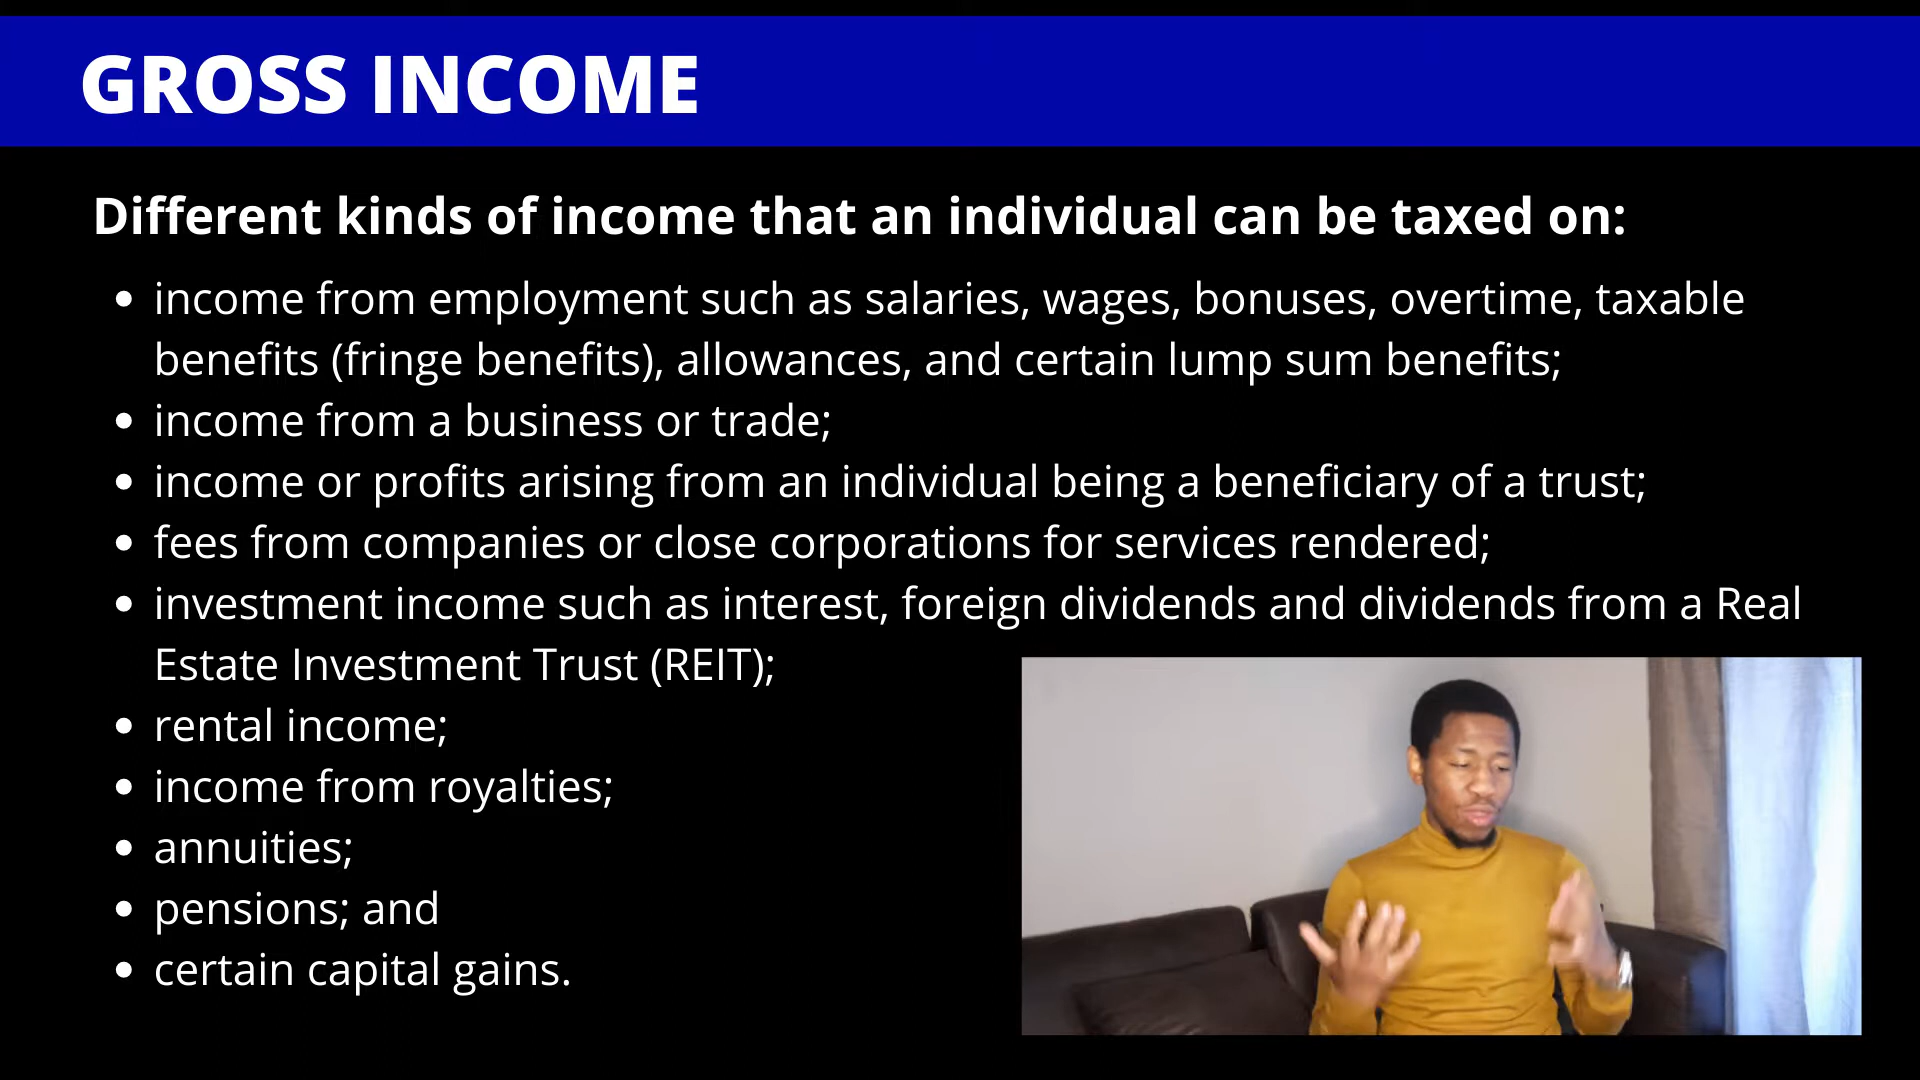 GROSS INCOME
Different kinds of income that an individual can be taxed on:
• income from employment such as salaries, wages, bonuses, overtime, taxable
benefits (fringe benefits), allowances, and certain lump sum benefits;
• income from a business or trade;
• income or profits arising from an individual being a beneficiary of a trust;
• fees from companies or close corporations for services rendered;
• investment income such as interest, foreign dividends and dividends from a Real
Estate Investment Trust (REIT);
• rental income;
• income from royalties;
• annuities;
• pensions; and
• certain capital gains.